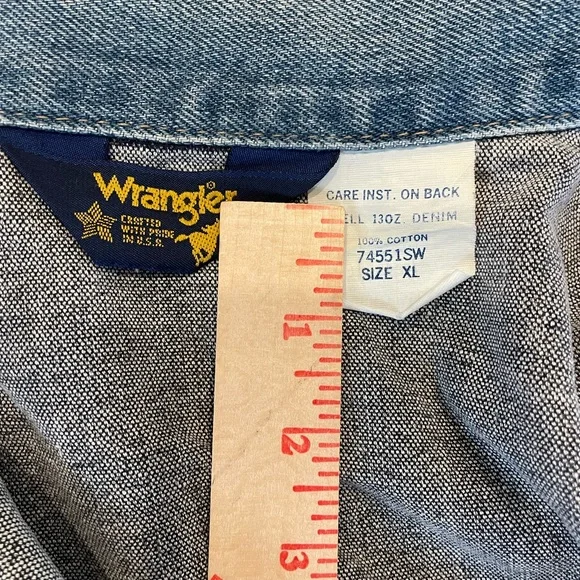 Wrangler®
CRAFTED
WITH PRIDE
IN U.S.A.
CARE INST. ON BACK
ELL 13OZ. DENIM
100% COTTON
74551SW
SIZE XL
1
2
3